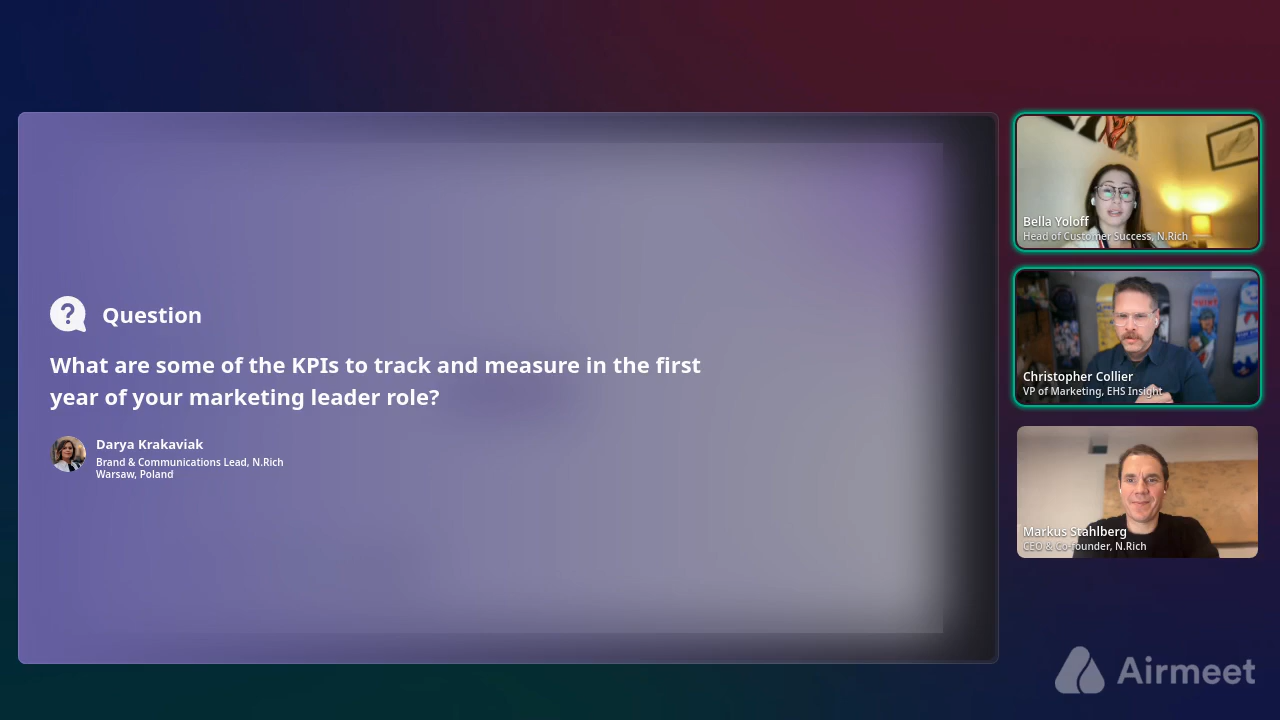 Question
What are some of the KPIs to track and measure in the first
year of your marketing leader role?
Darya Krakaviak
Brand & Communications Lead, N.Rich
Warsaw, Poland
Bella Yoloff
Head of Customer Success, N.Rich
Christopher Collier
VP of Marketing, EHS Insight
Markus Stahlberg
CEO & Co-founder, N.Rich
Airmeet